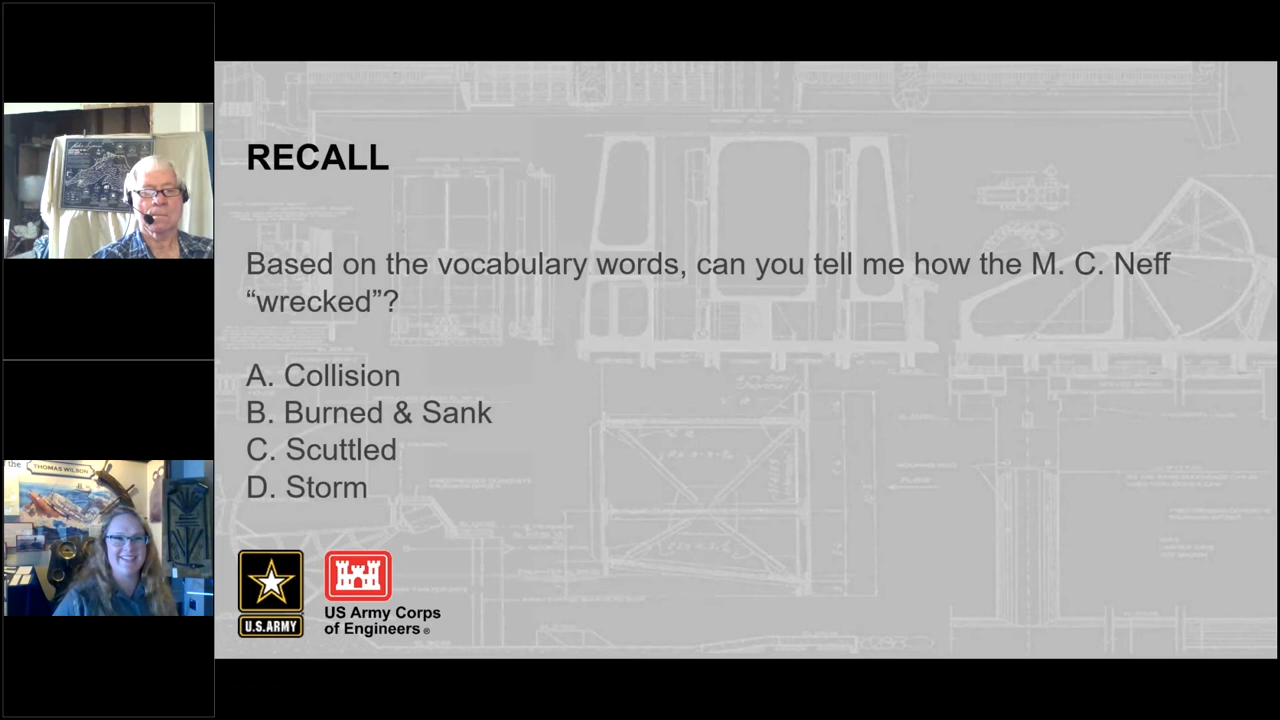 RECALL
Based on the vocabulary words, can you tell me how the M. C. Neff
“wrecked”?
A. Collision
B. Burned & Sank
C. Scuttled
D. Storm
U.S.ARMY
US Army Corps
of Engineers ®
THOMAS WILSON